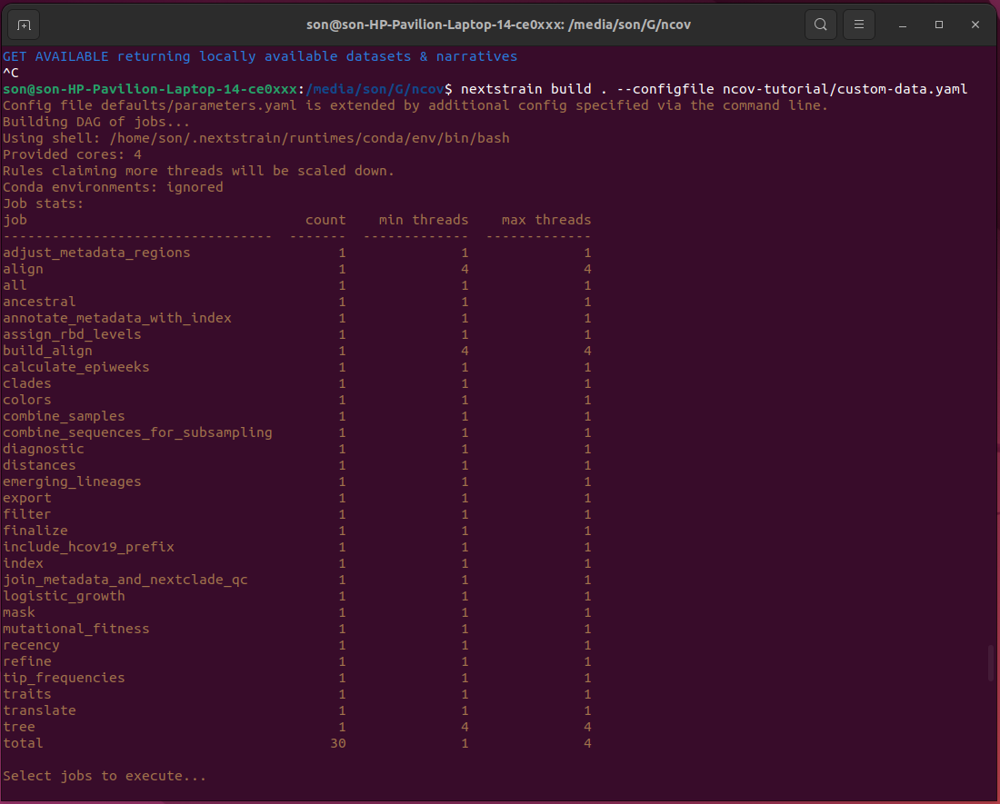 son@son-HP-Pavilion-Laptop-14-ce0xxx: /media/son/G/ncov
GET AVAILABLE returning locally available datasets & narratives
^C
son@son-HP-Pavilion-Laptop-14-ce0xxx:/media/son/G/ncov$ nextstrain build . --configfile ncov-tutorial/custom-data.yaml
Config file defaults/parameters.yaml is extended by additional config specified via the command line.
Building DAG of jobs...
Using shell: /home/son/.nextstrain/runtimes/conda/env/bin/bash
Provided cores: 4
Rules claiming more threads will be scaled down.
Conda environments: ignored
Job stats:
job count min threads max threads
--------------------------------- ------- ------------- -------------
adjust_metadata_regions 1 1 1
align 1 4 4
all 1 1 1
ancestral 1 1 1
annotate_metadata_with_index 1 1 1
assign_rbd_levels 1 1 1
build_align 1 4 4
calculate_epiweeks 1 1 1
clades 1 1 1
colors 1 1 1
combine_samples 1 1 1
combine_sequences_for_subsampling 1 1 1
diagnostic 1 1 1
distances 1 1 1
emerging_lineages 1 1 1
export 1 1 1
filter 1 1 1
finalize 1 1 1
include_hcov19_prefix 1 1 1
index 1 1 1
join_metadata_and_nextclade_qc 1 1 1
logistic_growth 1 1 1
mask 1 1 1
mutational_fitness 1 1 1
recency 1 1 1
refine 1 1 1
tip_frequencies 1 1 1
traits 1 1 1
translate 1 1 1
tree 1 4 4
total 30 1 4
Select jobs to execute...